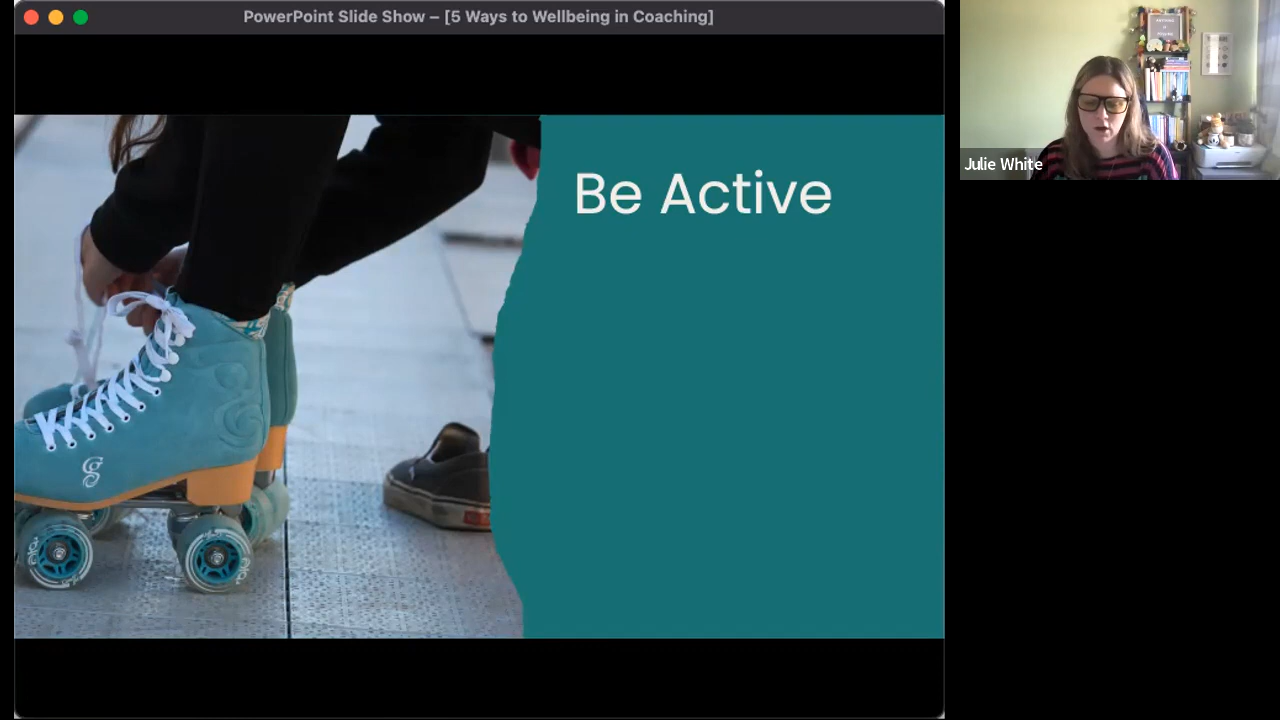 PowerPoint Slide Show – [5 Ways to Wellbeing in Coaching]
Be Active
Julie White